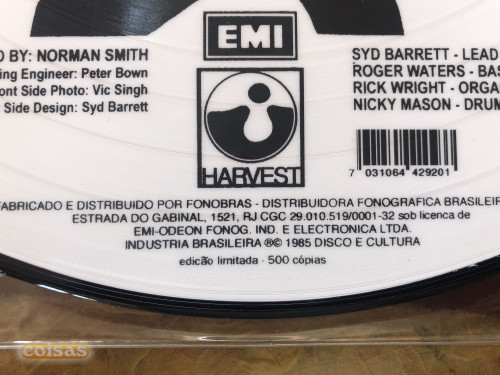 D BY: NORMAN SMITH
ing Engineer: Peter Bown
ont Side Photo: Vic Singh
Side Design: Syd Barrett
EMI
HARVEST
SYD BARRETT - LEAD
ROGER WATERS - BAS
RICK WRIGHT - ORGA
NICKY MASON - DRUM
7 031064 429201
FABRICADO E DISTRIBUIDO POR FONOBRAS - DISTRIBUIDORA FONOGRAFICA BRASILEI
ESTRADA DO GABINAL, 1521, RJ CGC 29.010.519/0001-32 sob licenca de
EMI-ODEON FONOG. IND. E ELECTRONICA LTDA.
INDUSTRIA BRASILEIRA ®© 1985 DISCO E CULTURA
edicão limitada - 500 cópias
coisas